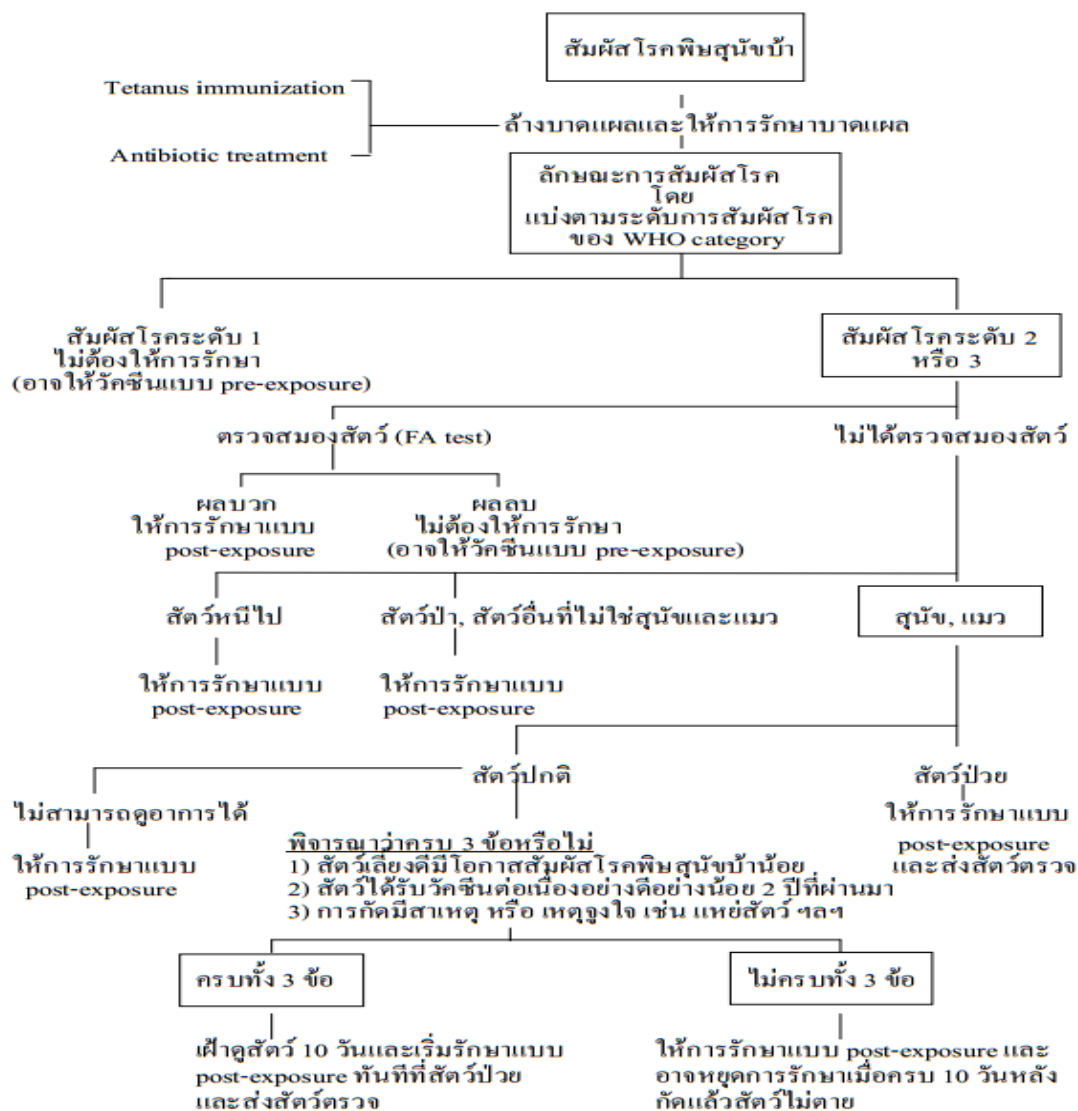 สัมผัสโรคพิษสุนัขบ้า
Tetanus immunization
ล้างบาดแผลและให้การรักษาบาดแผล
Antibiotic treatment
ลักษณะการสัมผัสโรค
โดย
แบ่งตามระดับการสัมผัสโรค
ของ WHO category
สัมผัสโรคระดับ 1
ไม่ต้องให้การรักษา
(อาจให้วัคซีนแบบ pre-exposure)
สัมผัสโรคระดับ 2
หรือ 3
ตรวจสมองสัตว์ (FA test)
ไม่ได้ตรวจสมองสัตว์
ผลบวก
ให้การรักษาแบบ
post-exposure
ผลลบ
ไม่ต้องให้การรักษา
(อาจให้วัคซีนแบบ pre-exposure)
สัตว์หนีไป
สัตว์ป่า, สัตว์อื่นที่ไม่ใช่สุนัขและแมว
สุนัข, แมว
ให้การรักษาแบบ
post-exposure
ให้การรักษาแบบ
post-exposure
สัตว์ปกติ
สัตว์ป่วย
ไม่สามารถดูอาการได้
ให้การรักษาแบบ
post-exposure
ให้การรักษาแบบ
post-exposure
และส่งสัตว์ตรวจ
พิจารณาว่าครบ 3 ข้อหรือไม่
1) สัตว์เลี้ยงดีมีโอกาสสัมผัสโรคพิษสุนัขบ้าน้อย
2) สัตว์ได้รับวัคซีนต่อเนื่องอย่างดีอย่างน้อย 2 ปีที่ผ่านมา
3) การกัดมีสาเหตุ หรือ เหตุจูงใจ เช่น แหย่สัตว์ ฯลฯ
ครบทั้ง 3 ข้อ
ไม่ครบทั้ง 3 ข้อ
เฝ้าดูสัตว์ 10 วันและเริ่มรักษาแบบ
post-exposure ทันทีที่สัตว์ป่วย
และส่งสัตว์ตรวจ
ให้การรักษาแบบ post-exposure และ
อาจหยุดการรักษาเมื่อครบ 10 วันหลัง
กัดแล้วสัตว์ไม่ตาย